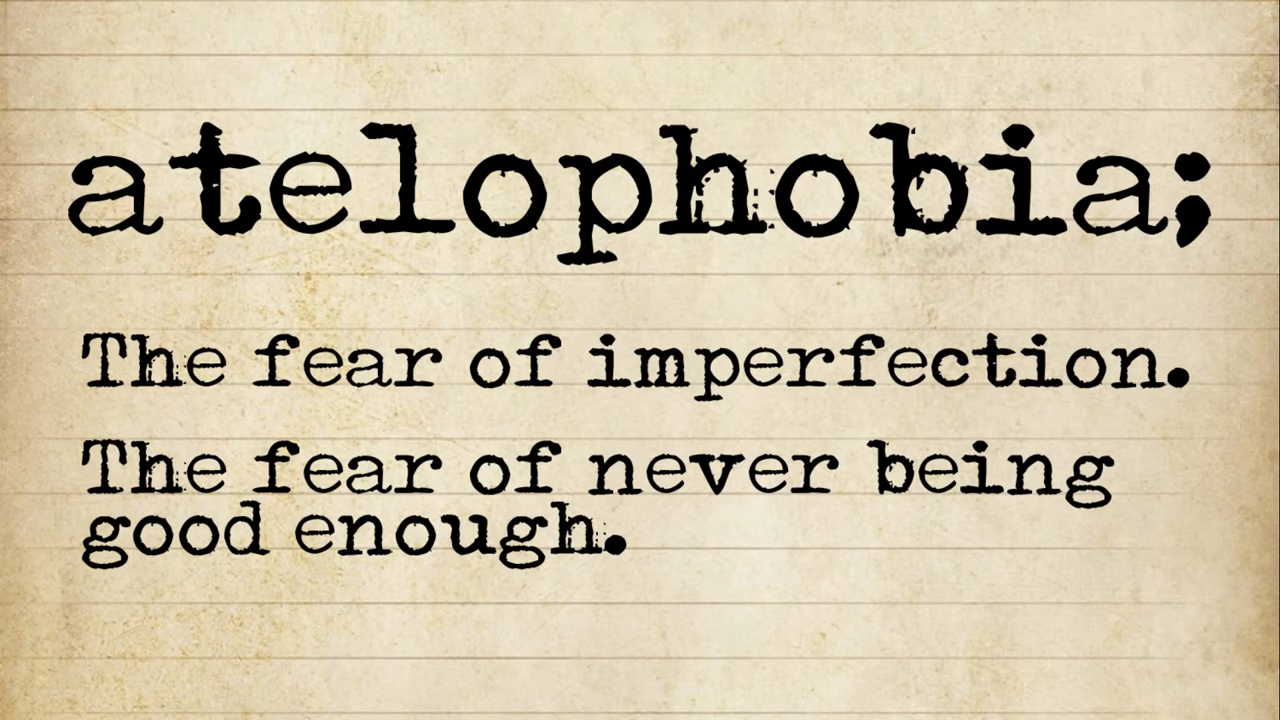 atelophobia;
The fear of imperfection.
The fear of never being
good enough.